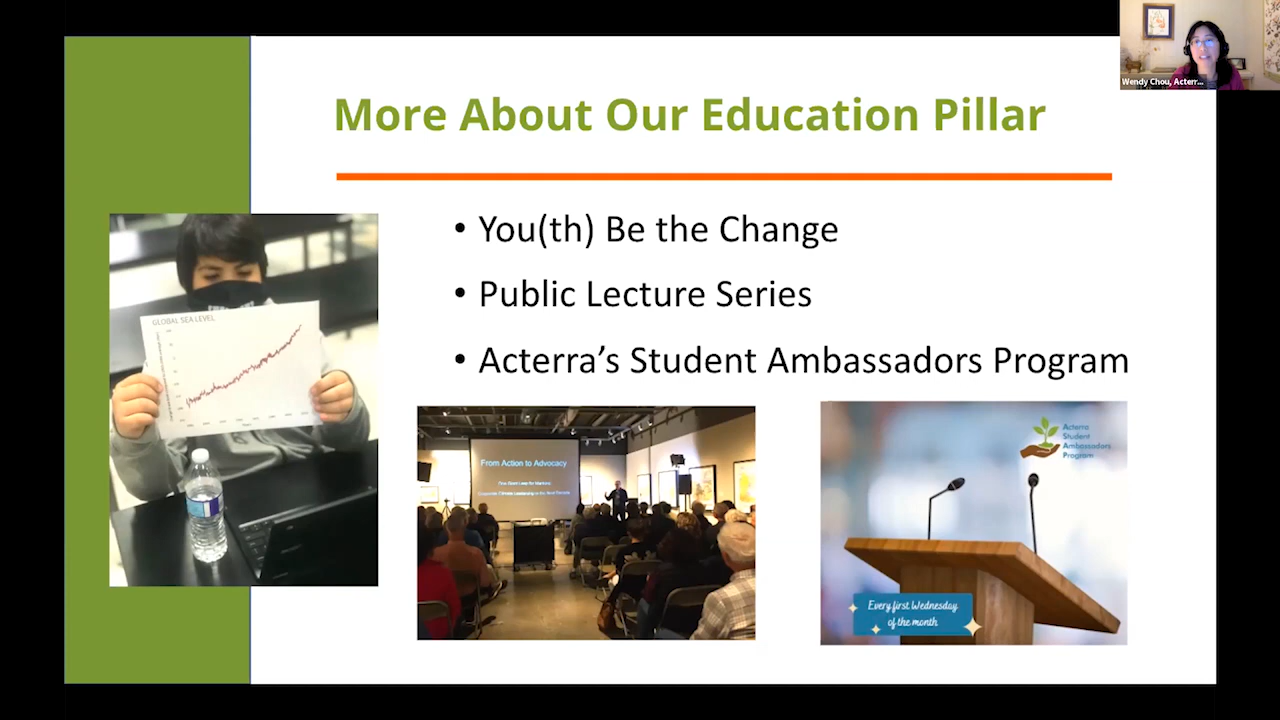 Wendy Chou, Acterr...
More About Our Education Pillar
• You(th) Be the Change
• Public Lecture Series
• Acterra’s Student Ambassadors Program
GLOBAL SEA LEVEL
From Action to Advocacy
Acterra
Student
Ambassadors
Program
Every first Wednesday
of the month